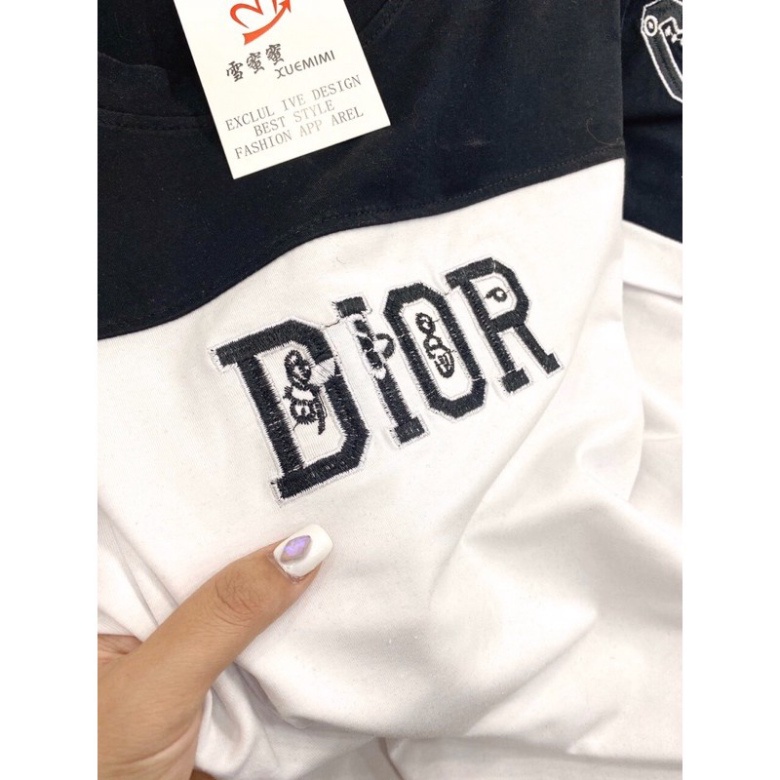 雪蜜蜜
XUEMIMI
EXCLUL IVE DESIGN
BEST STYLE
FASHION APP AREL
DIOR
P